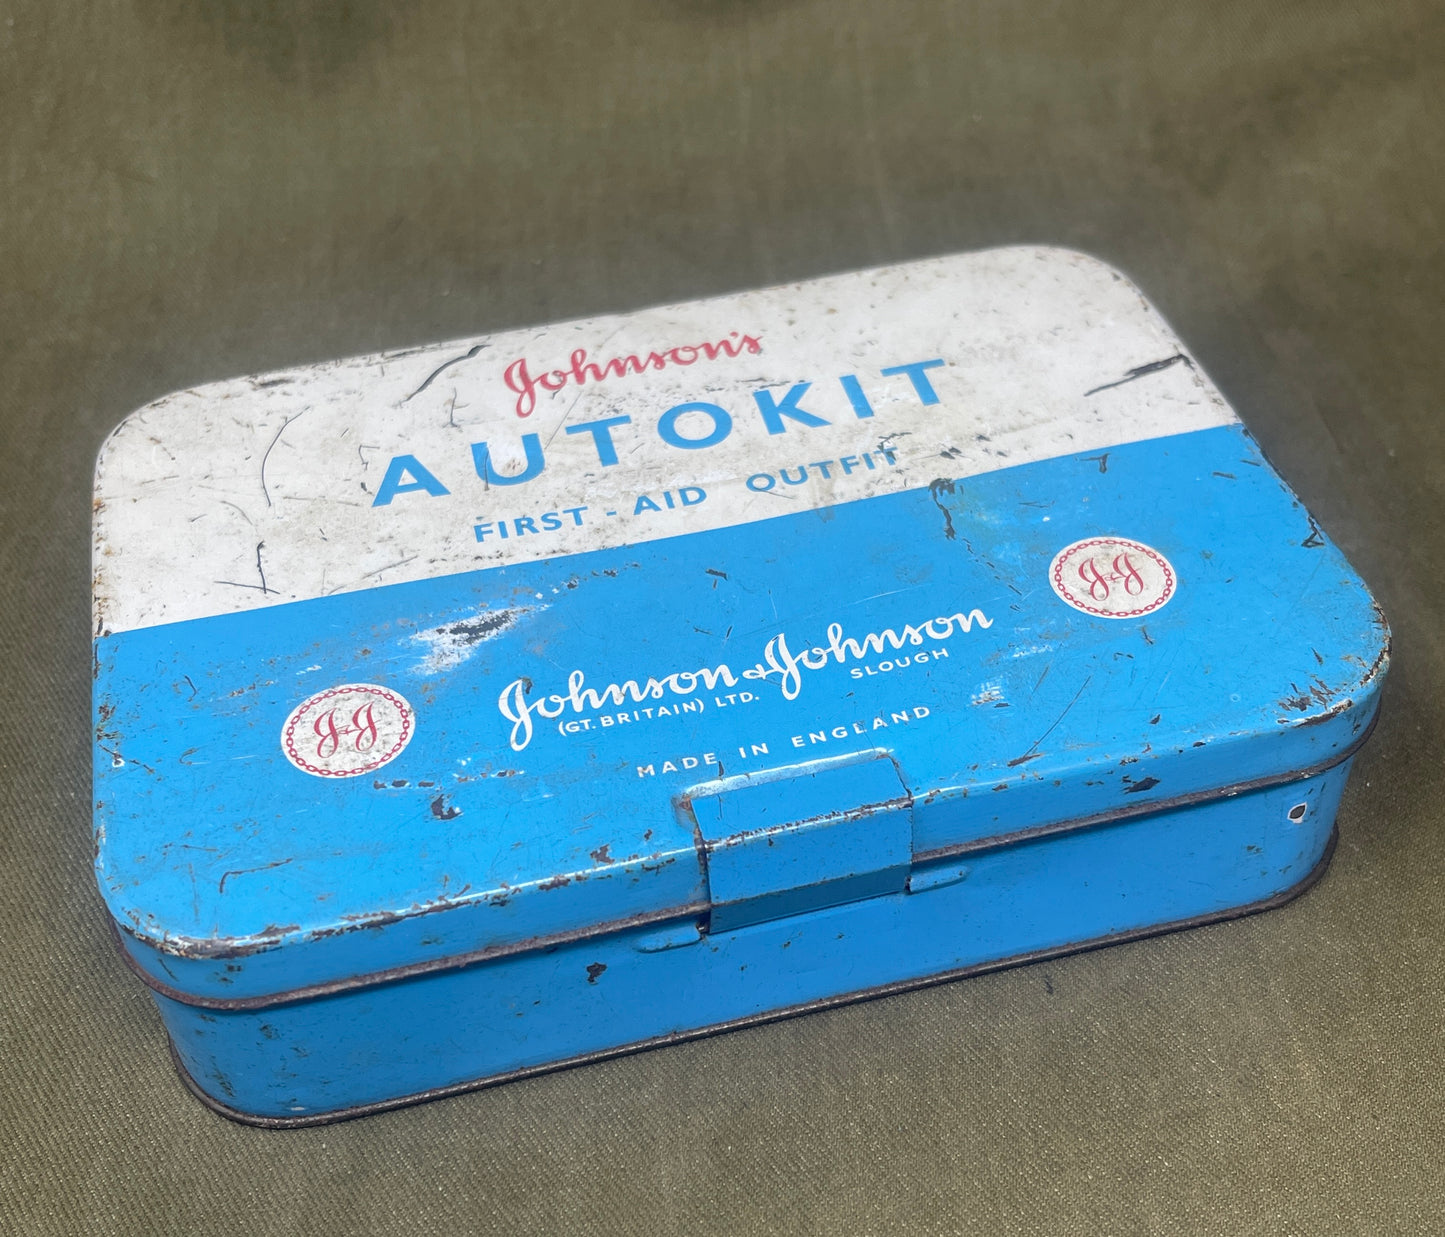 Johnson's
AUTOKIT
FIRST-AID OUTFIT
J&J
Johnson & Johnson
(GT. BRITAIN) LTD. SLOUGH
MADE IN ENGLAND
J&J